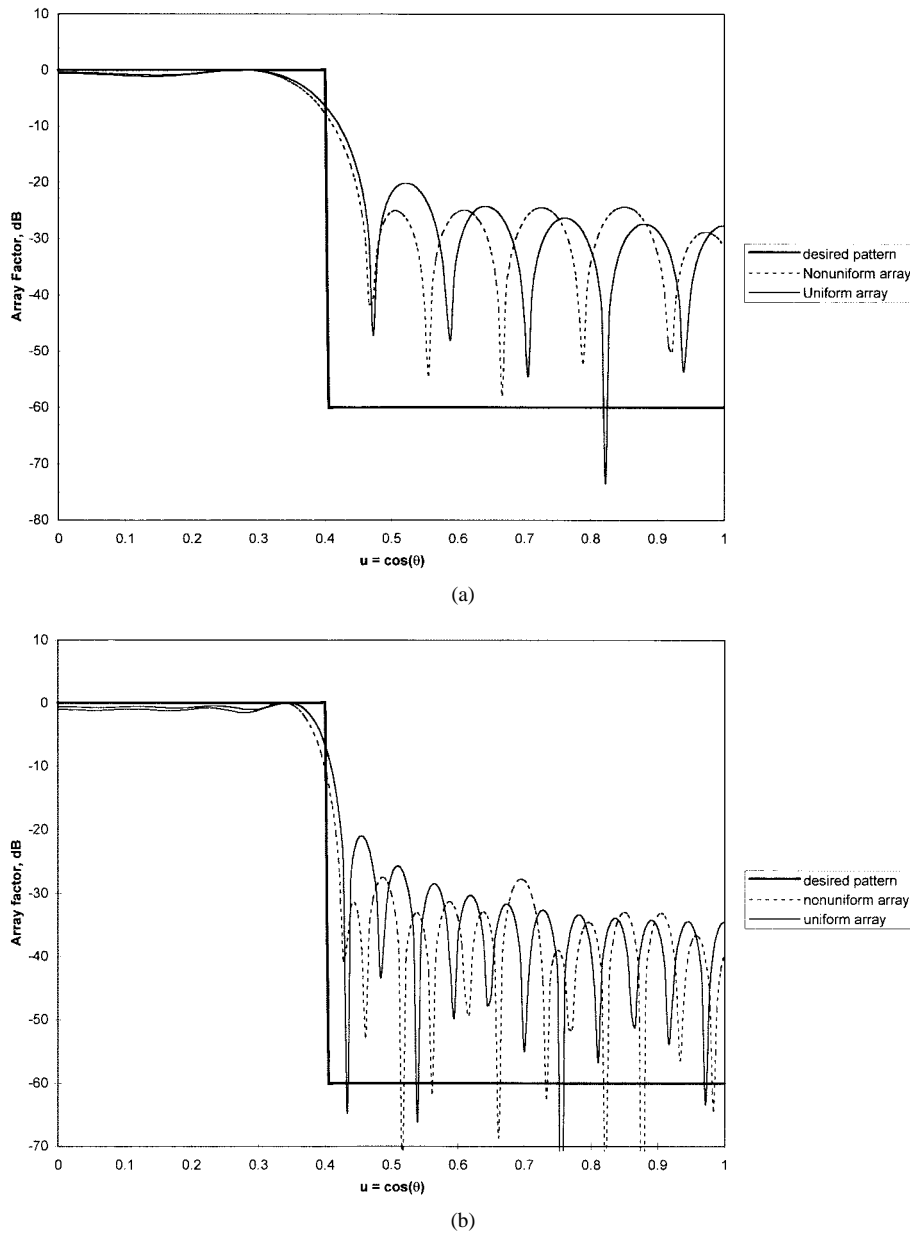 10
0
-10
-20
-30
-40
-50
-60
-70
-80
Array Factor, dB
0 0.1 0.2 0.3 0.4 0.5 0.6 0.7 0.8 0.9 1
u = cos(θ)
desired pattern
Nonuniform array
Uniform array
(a)
10
0
-10
-20
-30
-40
-50
-60
-70
Array factor, dB
0 0.1 0.2 0.3 0.4 0.5 0.6 0.7 0.8 0.9 1
u = cos(θ)
desired pattern
nonuniform array
uniform array
(b)